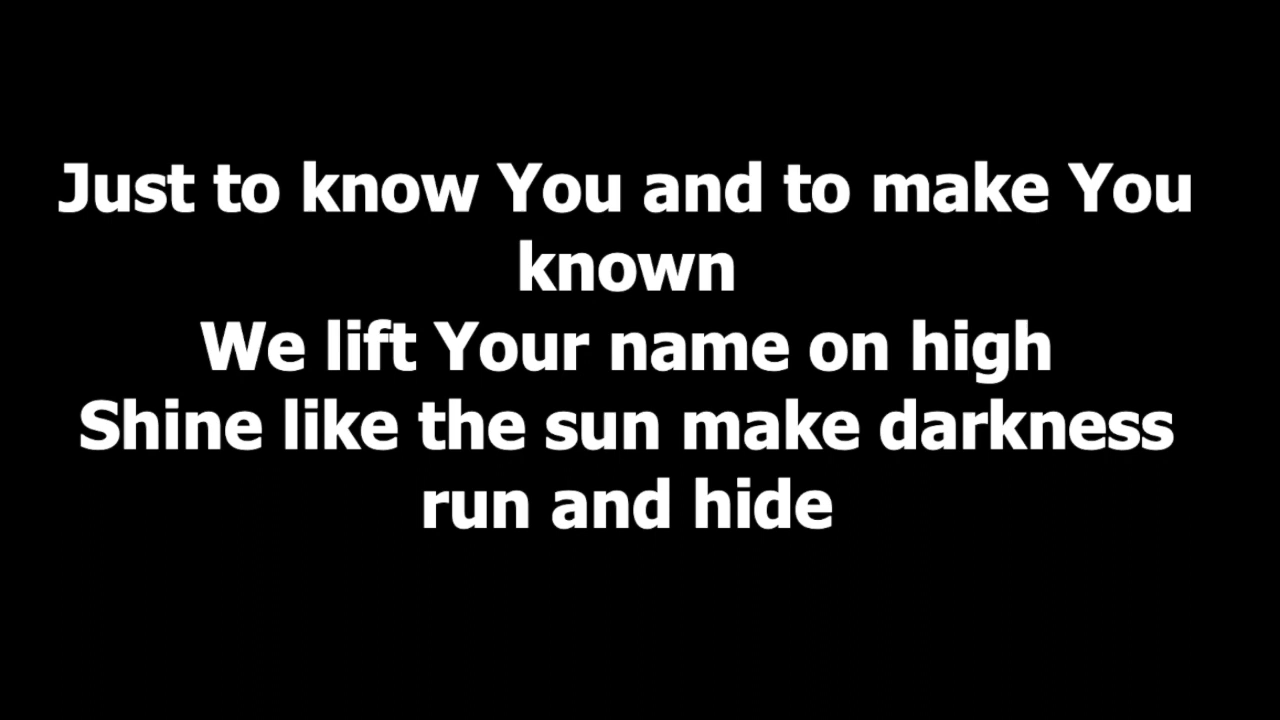 Just to know You and to make You
known
We lift Your name on high
Shine like the sun make darkness
run and hide